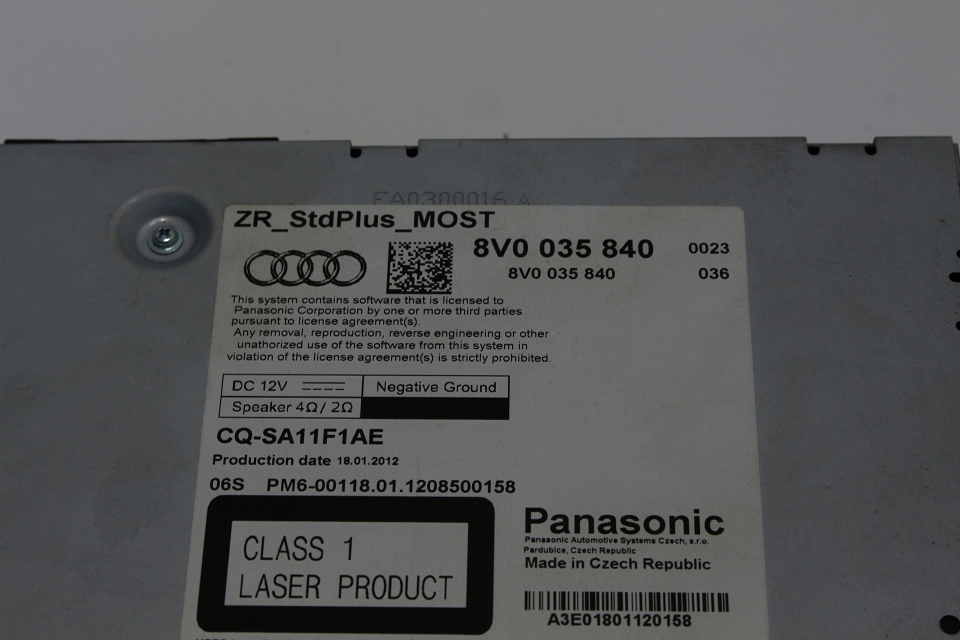 EA0300016 A
ZR_StdPlus_MOST
8V0 035 840 0023
8V0 035 840 036
This system contains software that is licensed to
Panasonic Corporation by one or more third parties
pursuant to license agreement(s).
Any removal, reproduction, reverse engineering or other
unathorized use of the software from this system in
violation of the license agreement(s) is strictly prohibited.
DC 12V Negative Ground
Speaker 4Ω/ 2Ω
CQ-SA11F1AE
Production date 18.01.2012
06S PM6-00118.01.1208500158
CLASS 1
LASER PRODUCT
Panasonic
Panasonic Automotive Systems Czech, s.r.o.
Pardubice, Czech Republic
Made in Czech Republic
A3E01801120158